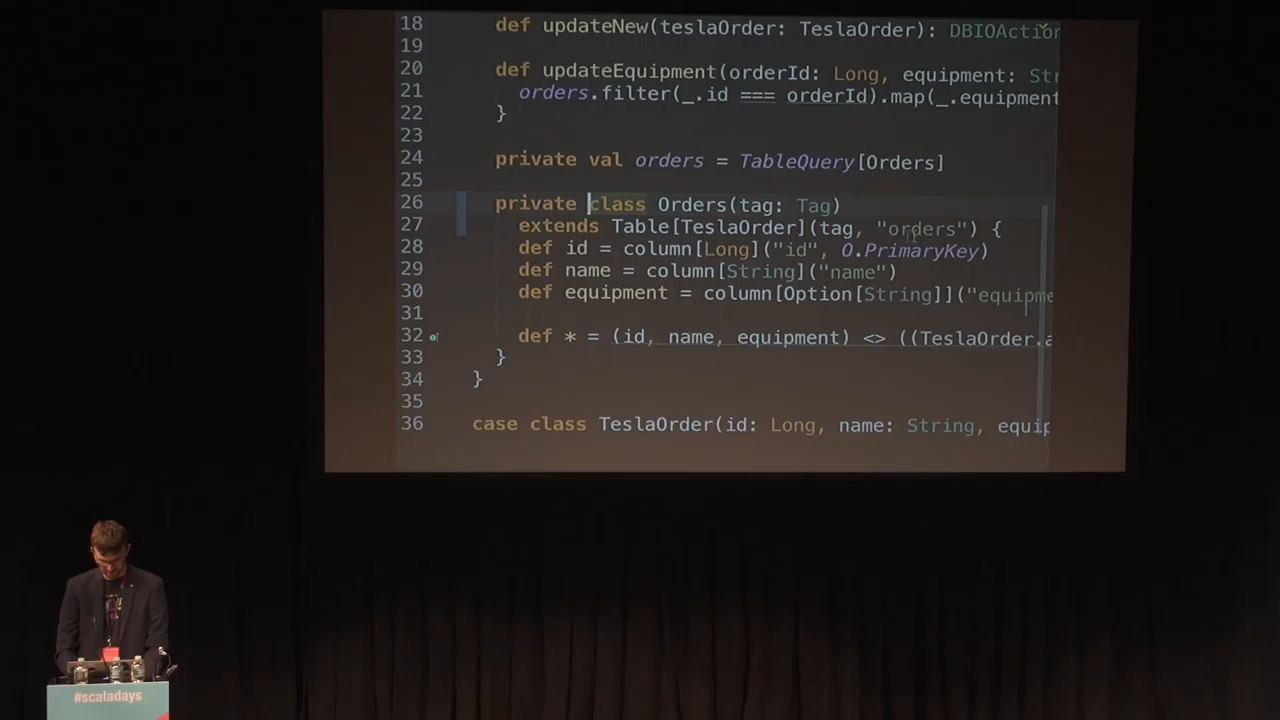 18 def updateNew(teslaOrder: TeslaOrder): DBIOAction
19
20 def updateEquipment(orderId: Long, equipment: Str
21 orders.filter(_.id === orderId).map(_.equipment
22 }
23
24 private val orders = TableQuery[Orders]
25
26 private class Orders(tag: Tag)
27 extends Table[TeslaOrder](tag, "orders") {
28 def id = column[Long]("id", O.PrimaryKey)
29 def name = column[String]("name")
30 def equipment = column[Option[String]]("equipme
31
32 def * = (id, name, equipment) <> ((TeslaOrder.a
33 }
34 }
35
36 case class TeslaOrder(id: Long, name: String, equip
#scaladays